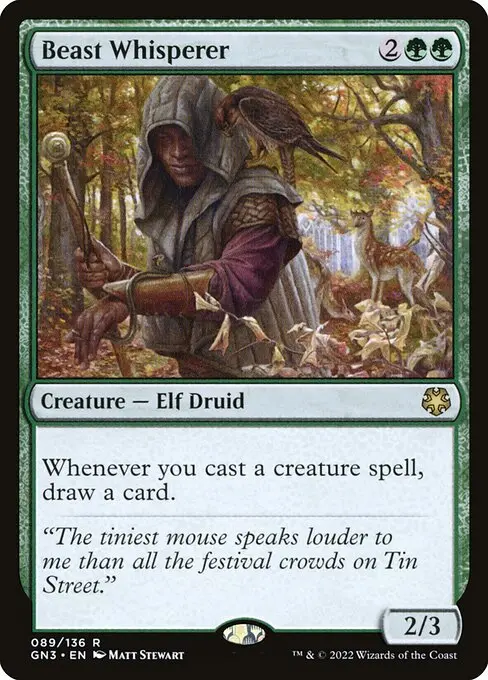 Beast Whisperer 2
Creature — Elf Druid
Whenever you cast a creature spell,
draw a card.
“The tiniest mouse speaks louder to
me than all the festival crowds on Tin
Street.”
2/3
089/136 R
GN3 • EN Matt Stewart ™ & © 2022 Wizards of the Coast